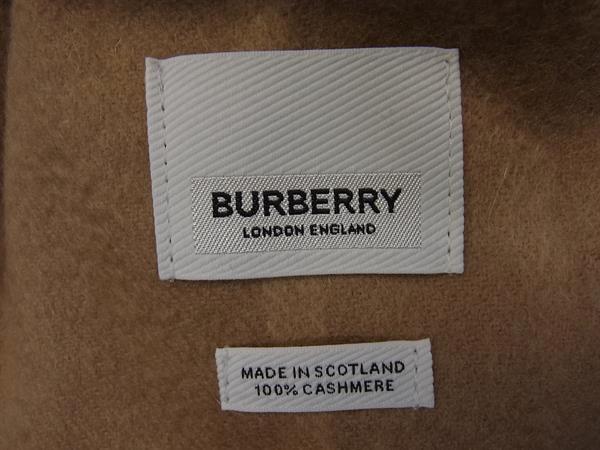 BURBERRY
LONDON ENGLAND
MADE IN SCOTLAND
100% CASHMERE